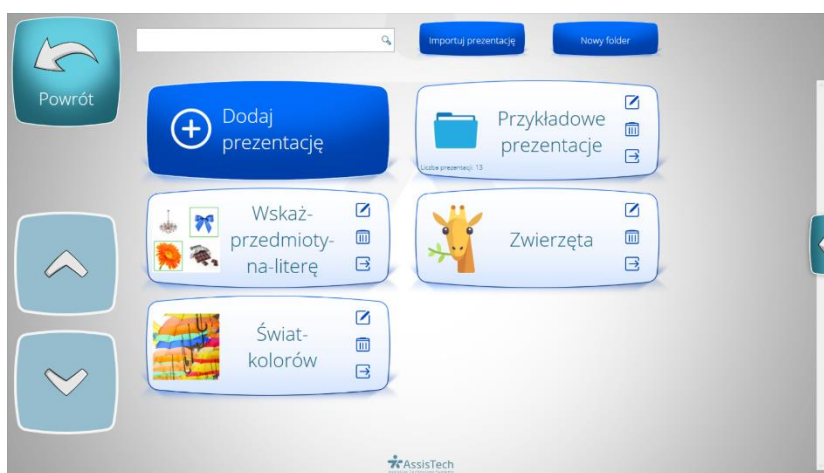 Importuj prezentację
Nowy folder
Powrót
Dodaj
prezentację
Przykładowe
prezentacje
Liczba prezentacji: 13
Wskaż-
przedmioty-
na-literę
Zwierzęta
Świat-
kolorów
AssisTech